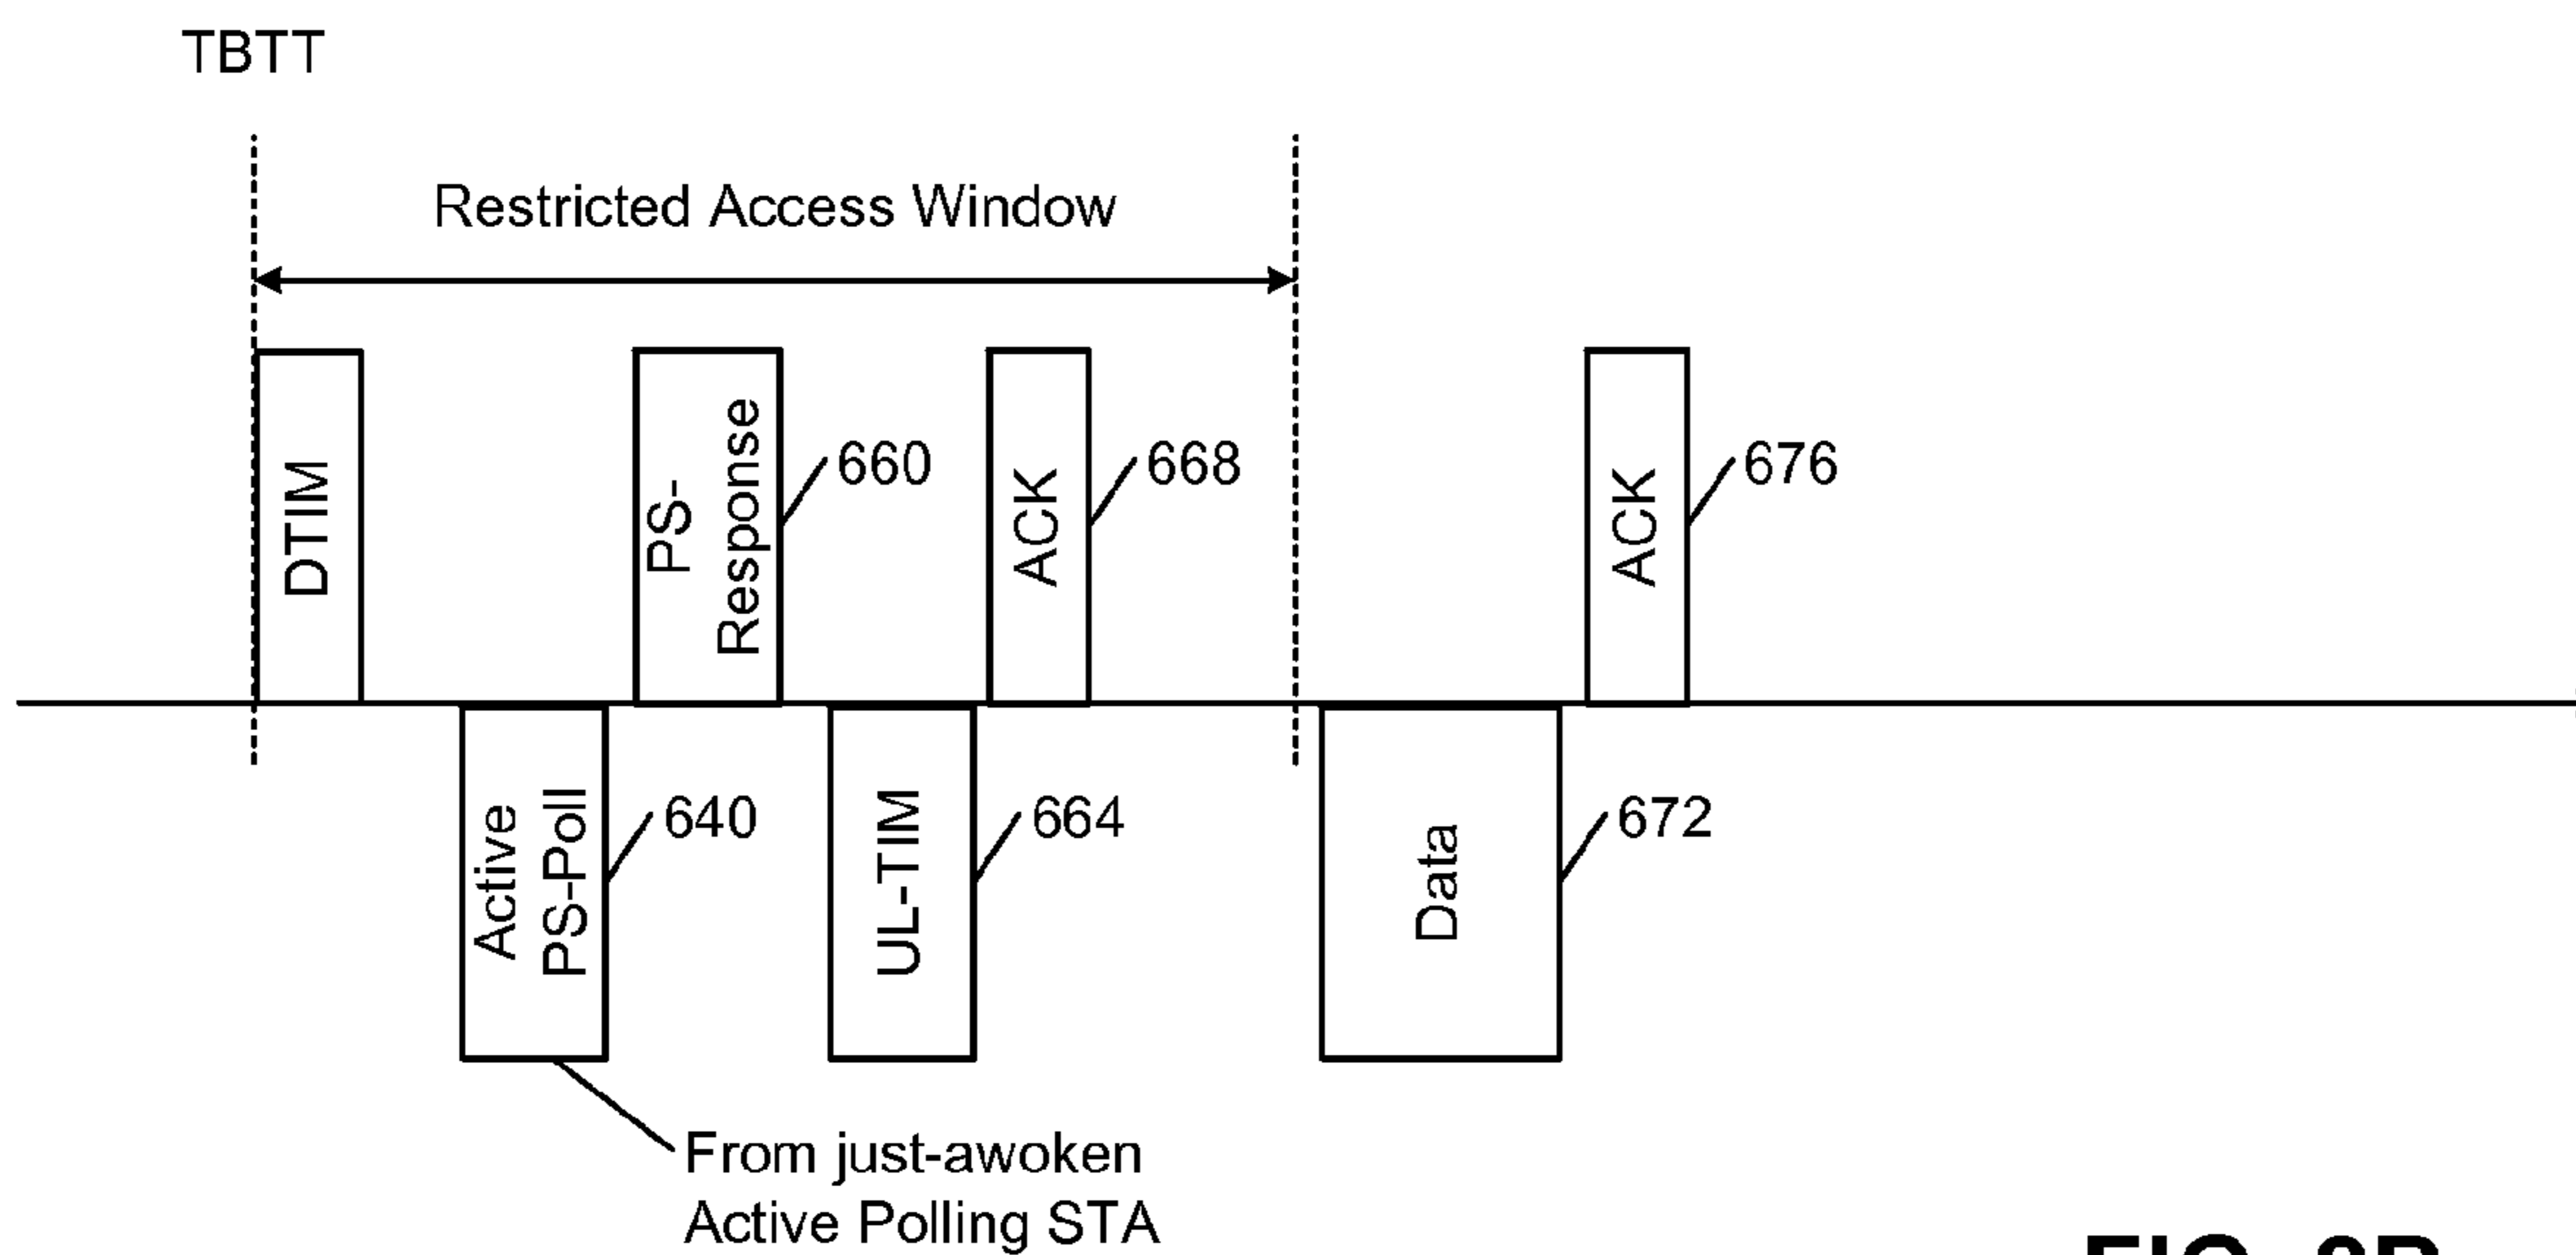 TBTT
Restricted Access Window
DTIM
PS-
Response
660
ACK
668
ACK
676
Active
PS-Poll
640
UL-TIM
664
Data
672
From just-awoken
Active Polling STA